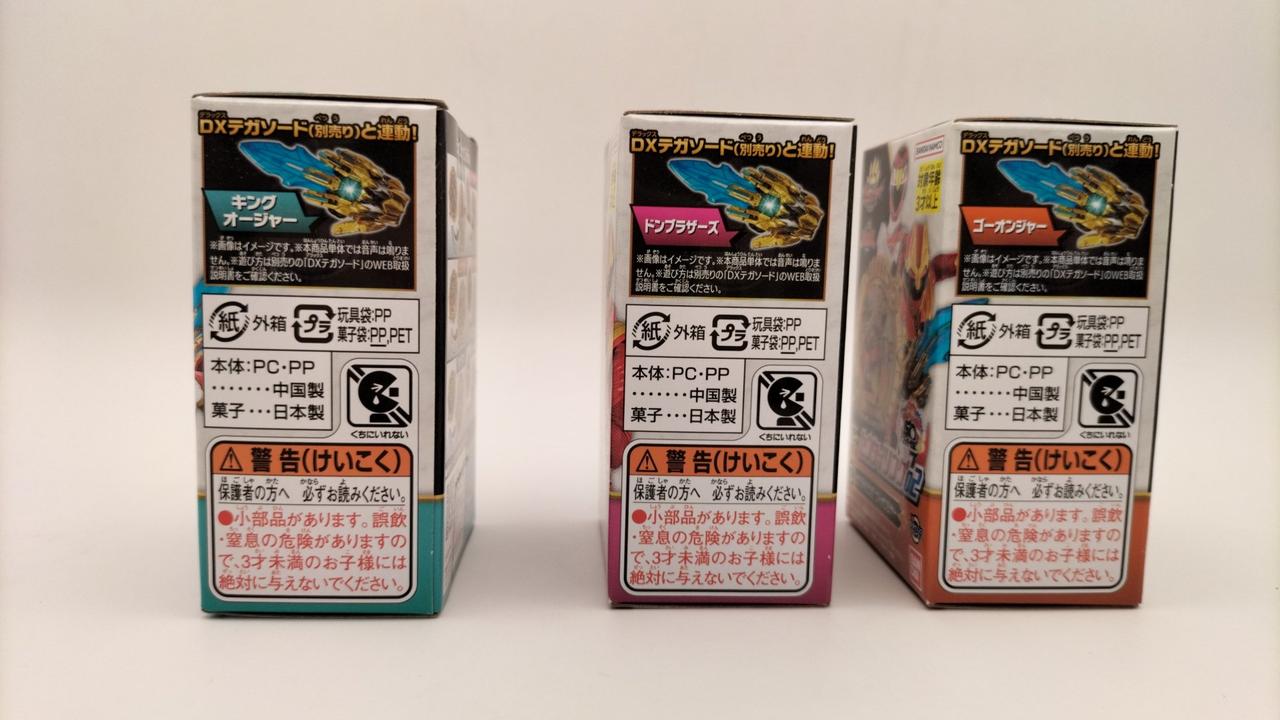 DXテガソード(別売り)と連動!
キング
オージャー
※画像はイメージです。※本商品単体では音声は鳴りま
せん。※遊び方は別売りの「DXテガソード」のWEB取扱
説明書をご確認ください。
紙 外箱 プラ 玩具袋:PP
菓子袋:PP,PET
本体:PC・PP
・・・・・・・中国製
菓子・・・日本製
くちにいれない
警告(けいこく)
保護者の方へ 必ずお読みください。
●小部品があります。誤飲
・窒息の危険がありますの
で、3才未満のお子様には
絶対に与えないでください。
DXテガソード(別売り)と連動!
ドンブラザーズ
※画像はイメージです。※本商品単体では音声は鳴りま
せん。※遊び方は別売りの「DXテガソード」のWEB取扱
説明書をご確認ください。
紙 外箱 プラ 玩具袋:PP
菓子袋:PP,PET
本体:PC・PP
・・・・・・・中国製
菓子・・・日本製
くちにいれない
警告(けいこく)
保護者の方へ 必ずお読みください。
●小部品があります。誤飲
・窒息の危険がありますの
で、3才未満のお子様には
絶対に与えないでください。
BANDAI NAMCO
対象年齢
3才以上
DXテガソード(別売り)と連動!
ゴーオンジャー
※画像はイメージです。※本商品単体では音声は鳴りま
せん。※遊び方は別売りの「DXテガソード」のWEB取扱
説明書をご確認ください。
紙 外箱 プラ 玩具袋:PP
菓子袋:PP,PET
本体:PC・PP
・・・・・・・中国製
菓子・・・日本製
くちにいれない
警告(けいこく)
保護者の方へ 必ずお読みください。
●小部品があります。誤飲
・窒息の危険がありますの
で、3才未満のお子様には
絶対に与えないでください。